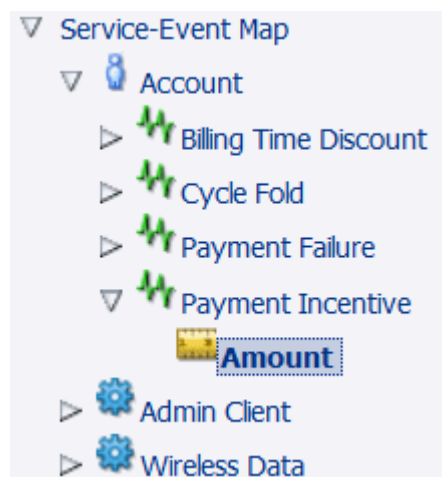 Service-Event Map
Account
Billing Time Discount
Cycle Fold
Payment Failure
Payment Incentive
Amount
Admin Client
Wireless Data